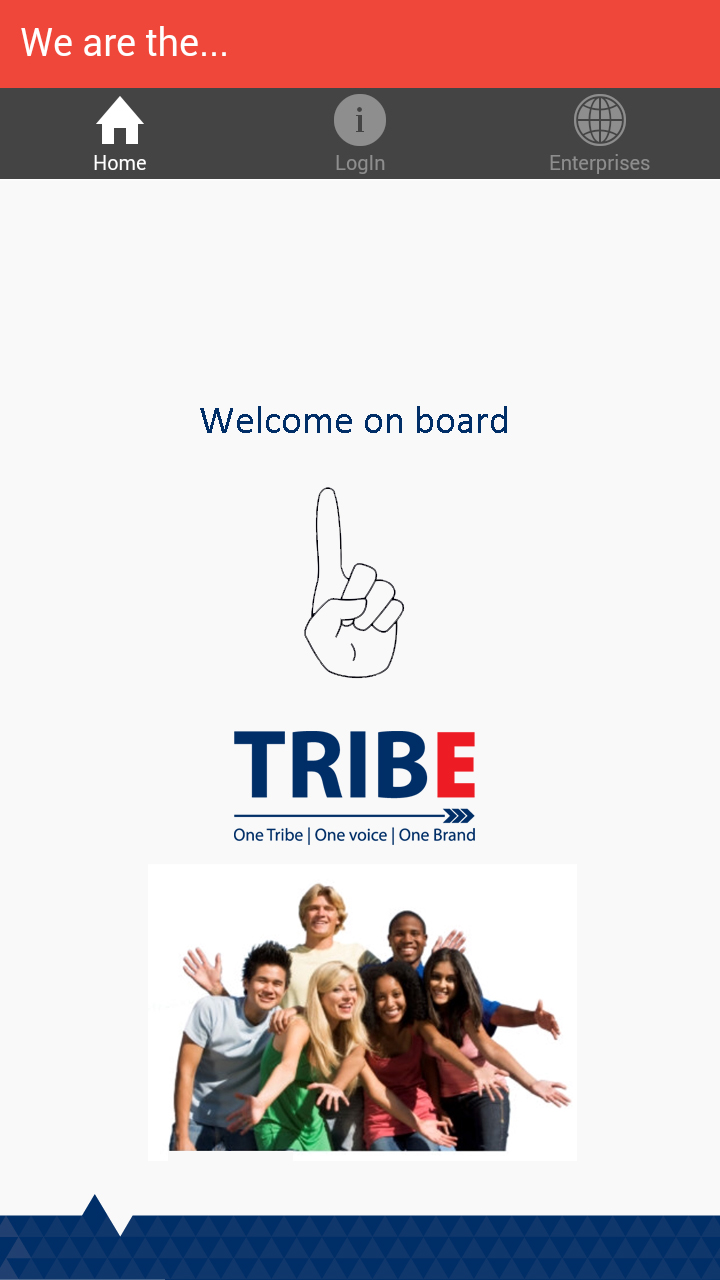 We are the...
Home
LogIn
Enterprises
Welcome on board
TRIBE
One Tribe | One voice | One Brand